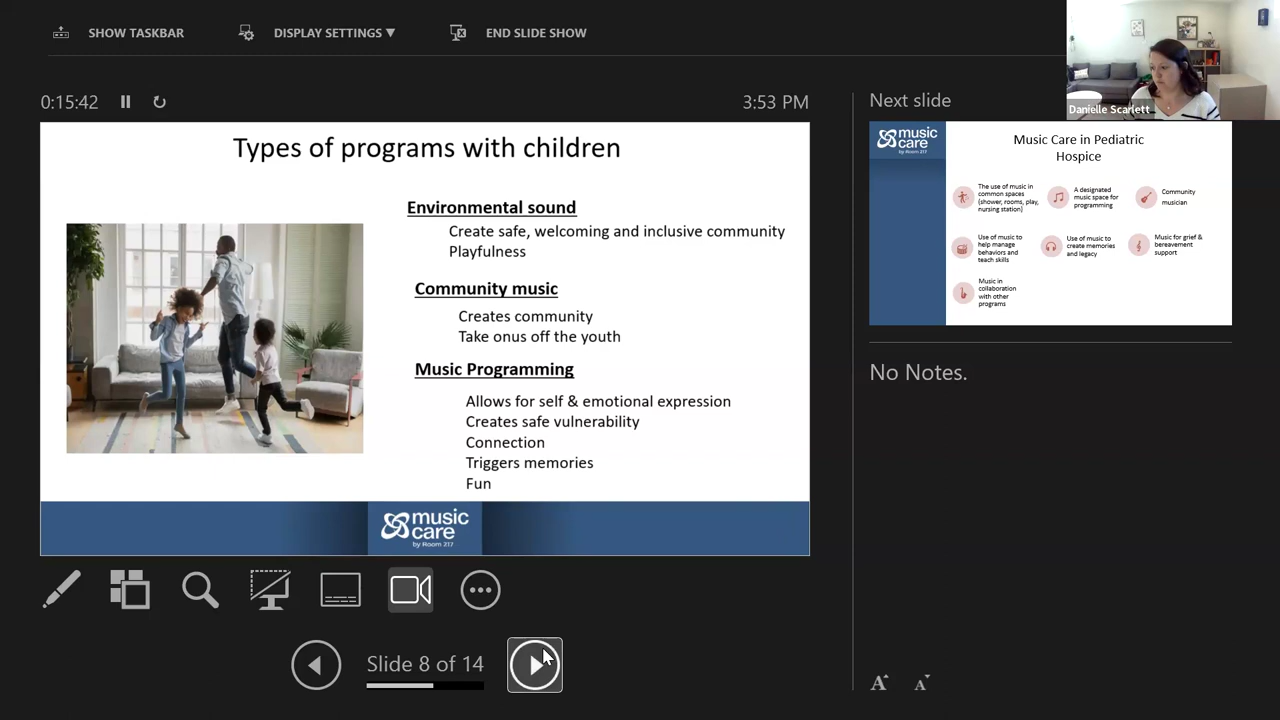 SHOW TASKBAR
DISPLAY SETTINGS ▼
END SLIDE SHOW
Danielle Scarlett
0:15:42
3:53 PM
Types of programs with children
Environmental sound
Create safe, welcoming and inclusive community
Playfulness
Community music
Creates community
Take onus off the youth
Music Programming
Allows for self & emotional expression
Creates safe vulnerability
Connection
Triggers memories
Fun
music
care
by Room 217
Slide 8 of 14
Next slide
music
care
by Room 217
Music Care in Pediatric
Hospice
The use of music in
common spaces
(shower, rooms, play,
nursing station)
A designated
music space for
programming
Community
musician
Use of music to
help manage
behaviors and
teach skills
Use of music to
create memories
and legacy
Music for grief &
bereavement
support
Music in
collaboration
with other
programs
No Notes.
A
A